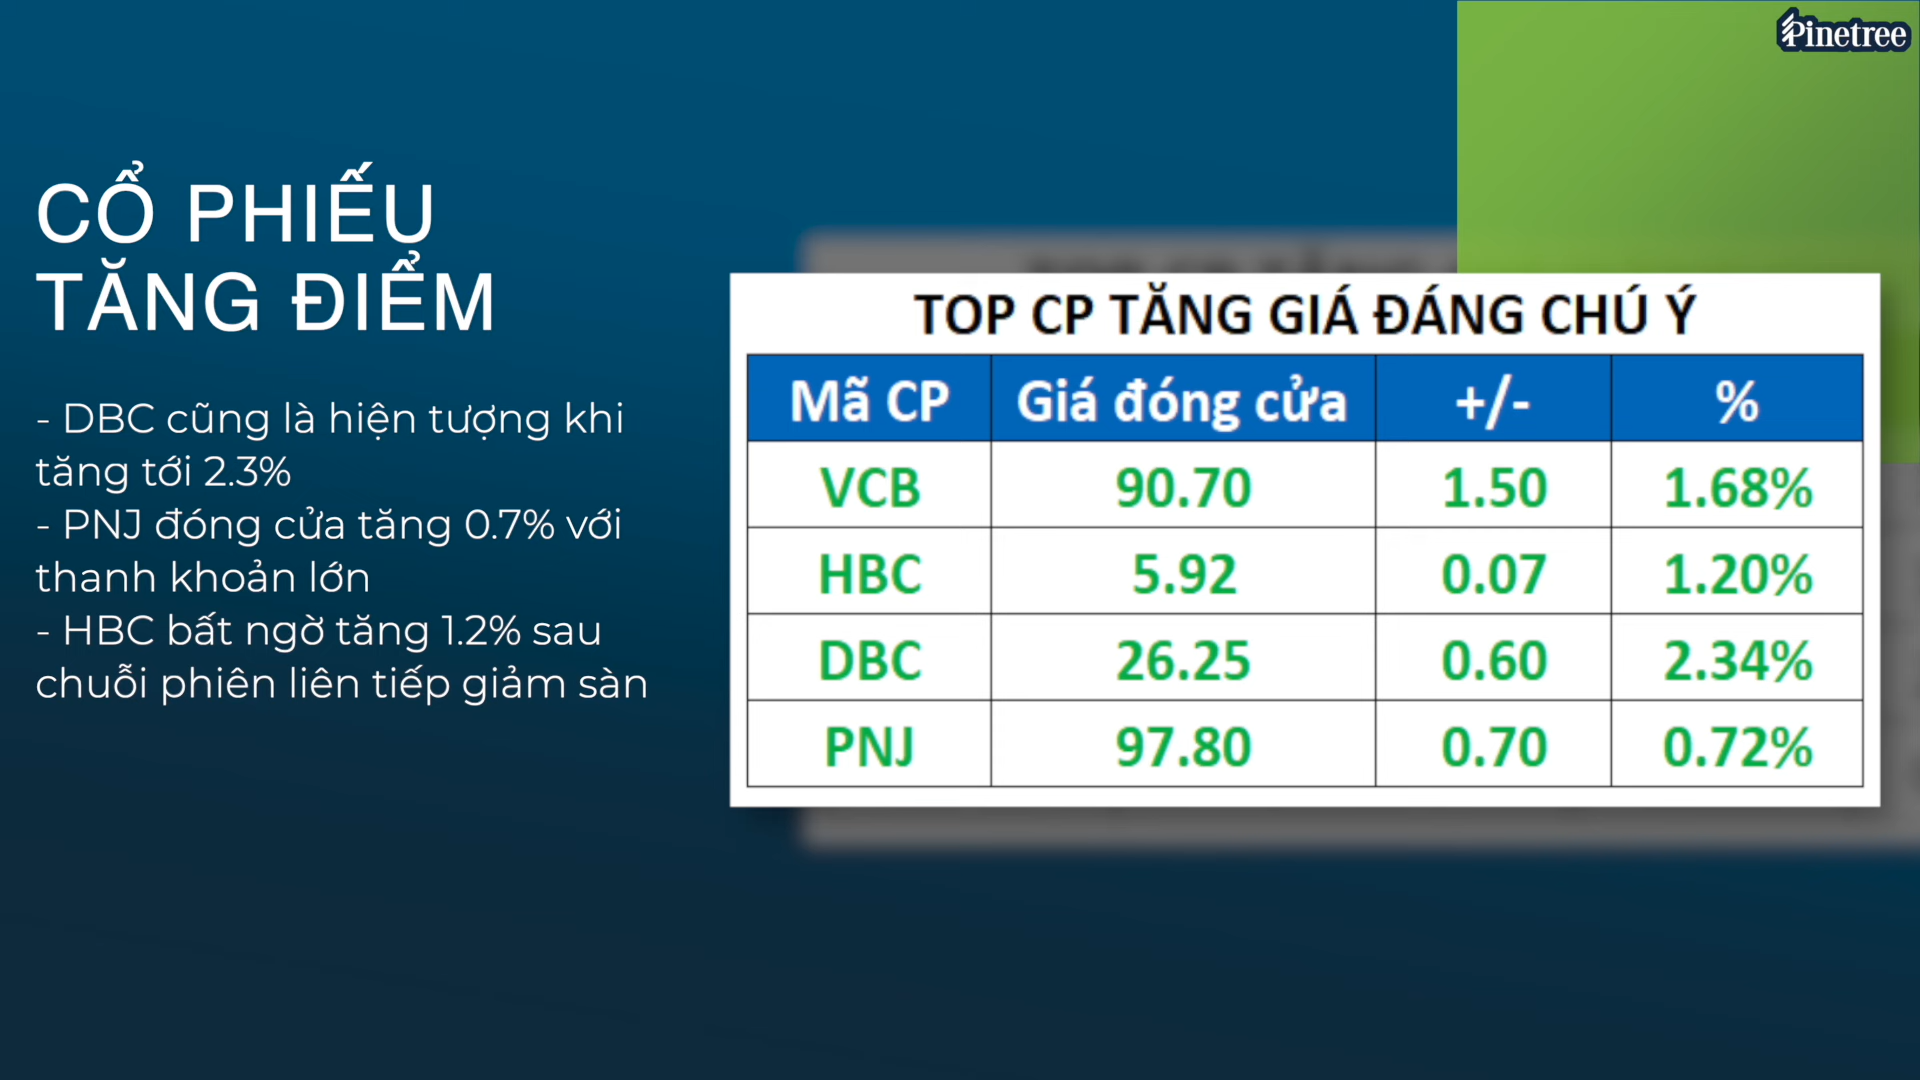 Pinetree
CỔ PHIẾU
TĂNG ĐIỂM
- DBC cũng là hiện tượng khi
tăng tới 2.3%
- PNJ đóng cửa tăng 0.7% với
thanh khoản lớn
- HBC bất ngờ tăng 1.2% sau
chuỗi phiên liên tiếp giảm sàn
TOP CP TĂNG GIÁ ĐÁNG CHÚ Ý
Mã CP Giá đóng cửa +/- %
VCB 90.70 1.50 1.68%
HBC 5.92 0.07 1.20%
DBC 26.25 0.60 2.34%
PNJ 97.80 0.70 0.72%